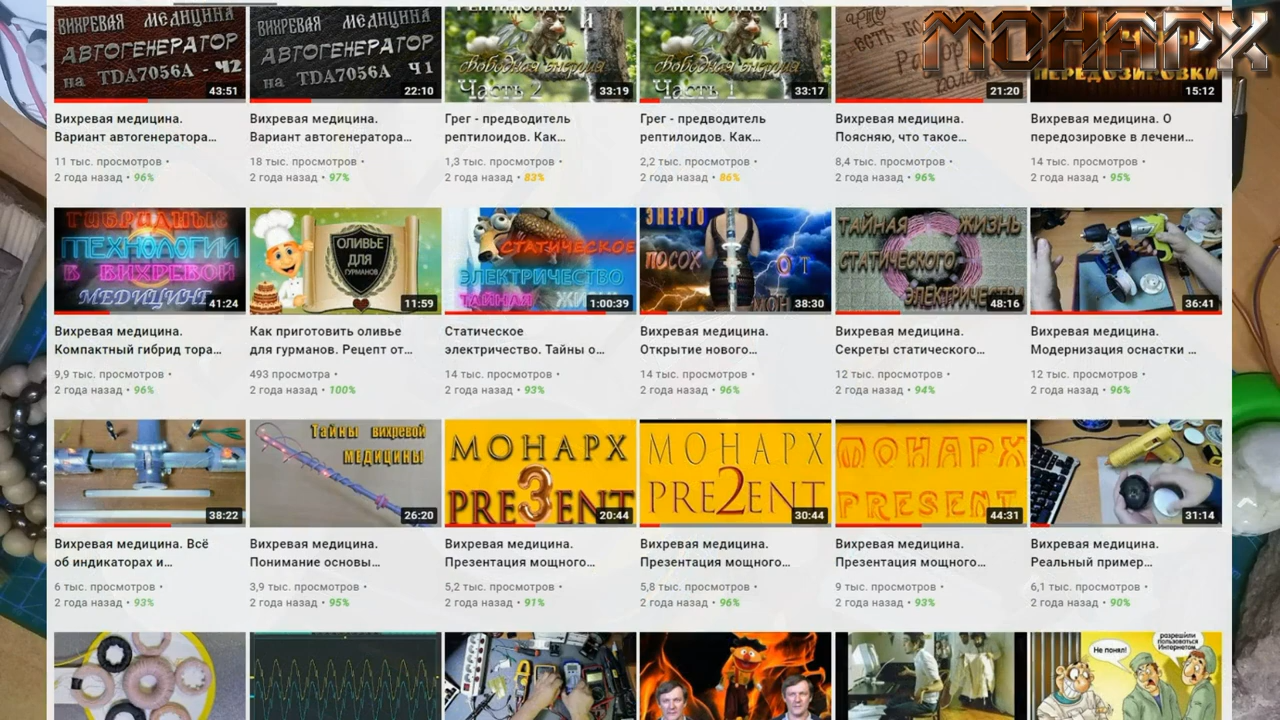 ВИХРЕВАЯ МЕДИЦИНА
АВТОГЕНЕРАТОР
на TDA7056A - Ч2
43:51
ВИХРЕВАЯ МЕДИЦИНА
АВТОГЕНЕРАТОР
на TDA7056A Ч1
22:10
Свободная энергия
Часть 2
33:19
Свободная энергия
Часть 1
33:17
что
есть
21:20
МОНАРХ
ПЕРЕДОЗИРОВКИ
15:12
Вихревая медицина.
Вариант автогенератора...
11 тыс. просмотров •
2 года назад • 96%
Вихревая медицина.
Вариант автогенератора...
18 тыс. просмотров •
2 года назад • 97%
Грег - предводитель
рептилоидов. Как...
1,3 тыс. просмотров •
2 года назад • 83%
Грег - предводитель
рептилоидов. Как...
2,2 тыс. просмотров •
2 года назад • 86%
Вихревая медицина.
Поясняю, что такое...
8,4 тыс. просмотров •
2 года назад • 96%
Вихревая медицина. О
передозировке в лечени...
14 тыс. просмотров •
2 года назад • 95%
ГИБРИДНЫЕ
ТЕХНОЛОГИИ
В ВИХРЕВОЙ
МЕДИЦИНЕ
41:24
ОЛИВЬЕ
ДЛЯ
ГУРМАНОВ
11:59
СТАТИЧЕСКОЕ
ЭЛЕКТРИЧЕСТВО
ТАЙНАЯ
1:00:39
ЭНЕРГО
ПОСОХ ОТ
МОН
38:30
ТАЙНАЯ ЖИЗНЬ
СТАТИЧЕСКОГО
48:16
36:41
Вихревая медицина.
Компактный гибрид тора...
9,9 тыс. просмотров •
2 года назад • 96%
Как приготовить оливье
для гурманов. Рецепт от...
493 просмотра •
2 года назад • 100%
Статическое
электричество. Тайны о...
14 тыс. просмотров •
2 года назад • 93%
Вихревая медицина.
Открытие нового...
14 тыс. просмотров •
2 года назад • 96%
Вихревая медицина.
Секреты статического...
12 тыс. просмотров •
2 года назад • 94%
Вихревая медицина.
Модернизация оснастки ...
12 тыс. просмотров •
2 года назад • 96%
38:22
Тайны вихревой
МЕДИЦИНЫ
26:20
МОНАРХ
PRE3ENT
20:44
МОНАРХ
PRE2ENT
30:44
МОНАРХ
PRESENT
44:31
31:14
Вихревая медицина. Всё
об индикаторах и...
6 тыс. просмотров •
2 года назад • 93%
Вихревая медицина.
Понимание основы...
3,9 тыс. просмотров •
2 года назад • 95%
Вихревая медицина.
Презентация мощного...
5,2 тыс. просмотров •
2 года назад • 91%
Вихревая медицина.
Презентация мощного...
5,8 тыс. просмотров •
2 года назад • 96%
Вихревая медицина.
Презентация мощного...
9 тыс. просмотров •
2 года назад • 93%
Вихревая медицина.
Реальный пример...
6,1 тыс. просмотров •
2 года назад • 90%
Не понял!
разрешили
пользоваться
Интернетом.